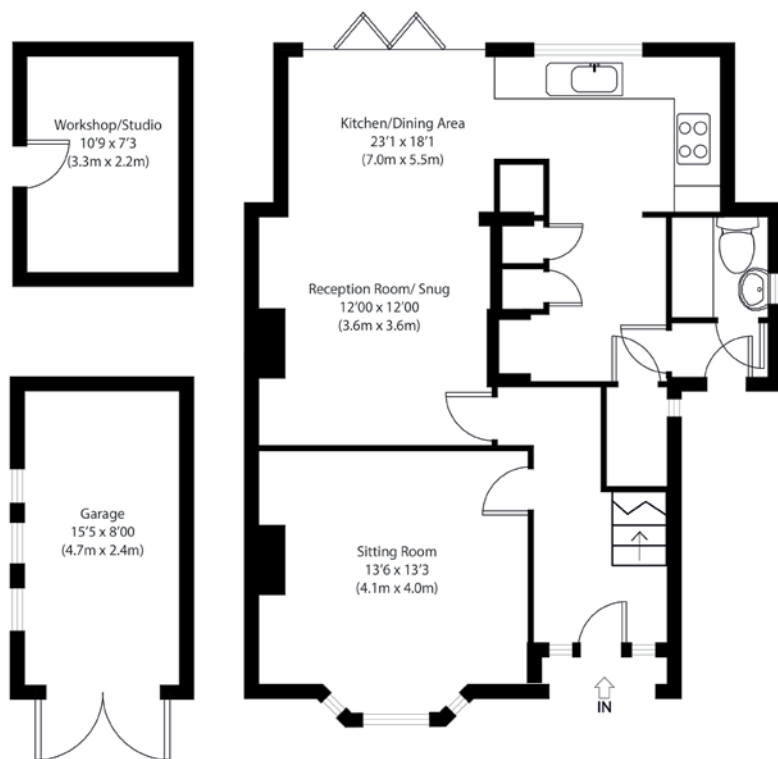 Workshop/Studio
10'9 x 7'3
(3.3m x 2.2m)
Kitchen/Dining Area
23'1 x 18'1
(7.0m x 5.5m)
Reception Room/ Snug
12'00 x 12'00
(3.6m x 3.6m)
Garage
15'5 x 8'00
(4.7m x 2.4m)
Sitting Room
13'6 x 13'3
(4.1m x 4.0m)
IN